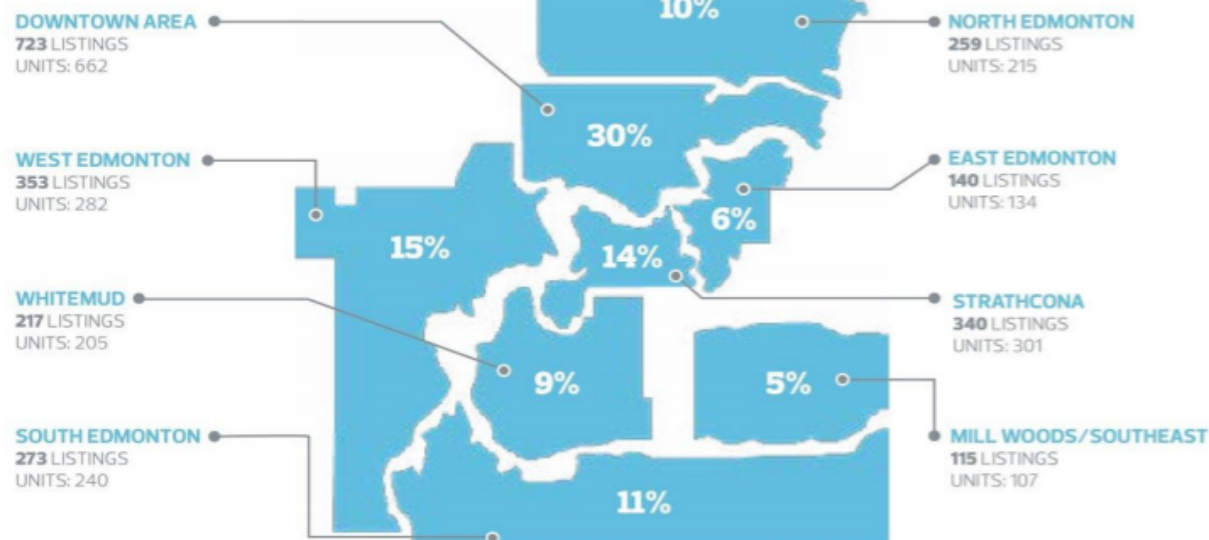 DOWNTOWN AREA
723 LISTINGS
UNITS: 662
10%
NORTH EDMONTON
259 LISTINGS
UNITS: 215
30%
WEST EDMONTON
353 LISTINGS
UNITS: 282
EAST EDMONTON
140 LISTINGS
UNITS: 134
6%
15%
14%
WHITEMUD
217 LISTINGS
UNITS: 205
STRATHCONA
340 LISTINGS
UNITS: 301
9%
5%
SOUTH EDMONTON
273 LISTINGS
UNITS: 240
MILL WOODS/SOUTHEAST
115 LISTINGS
UNITS: 107
11%